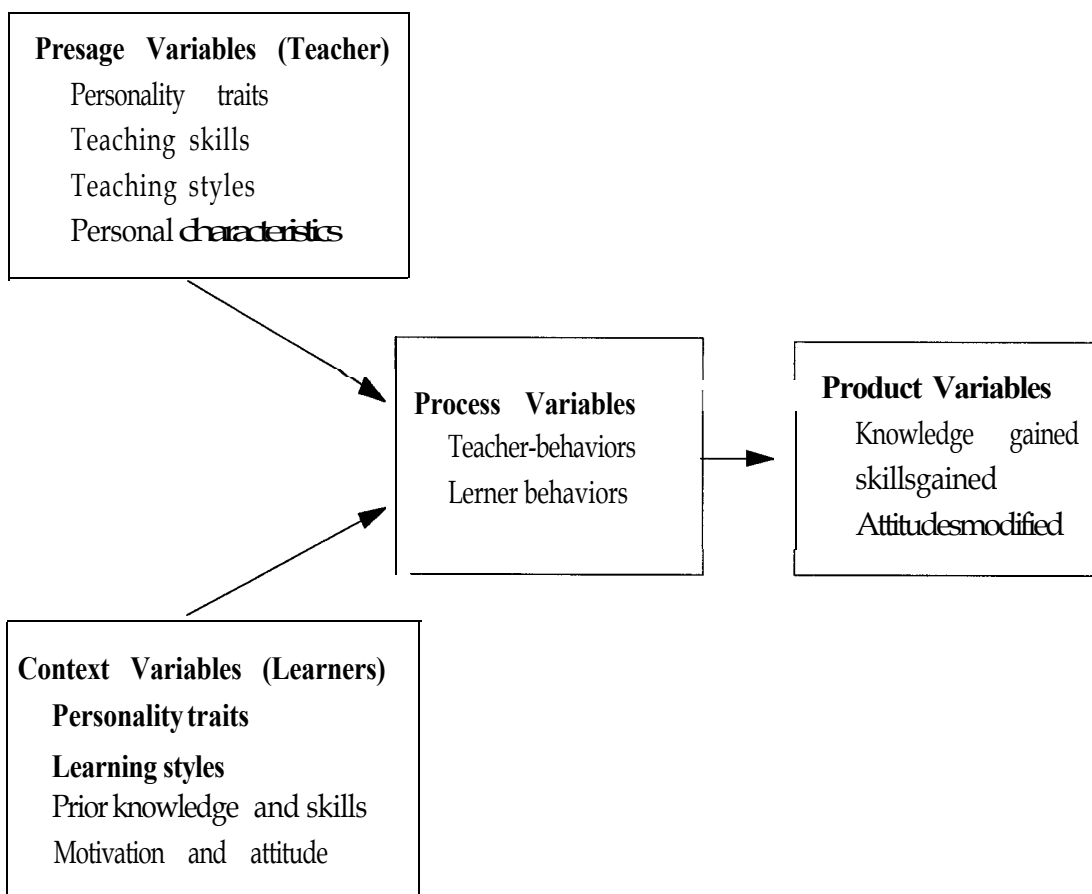 Presage Variables (Teacher)
Personality traits
Teaching skills
Teaching styles
Personal characteristics
Process Variables
Teacher-behaviors
Lerner behaviors
Product Variables
Knowledge gained
skillsgained
Attitudesmodified
Context Variables (Learners)
Personality traits
Learning styles
Prior knowledge and skills
Motivation and attitude